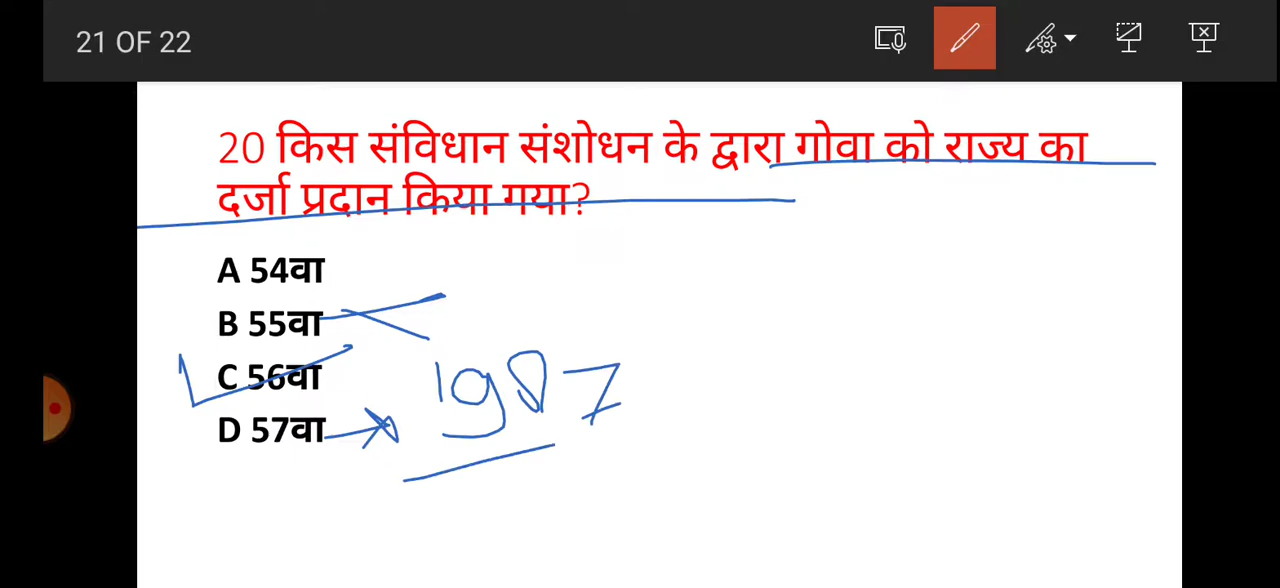 21 OF 22
20 किस संविधान संशोधन के द्वारा गोवा को राज्य का
दर्जा प्रदान किया गया?
A 54वा
B 55वा
C 56वा
D 57वा
1987